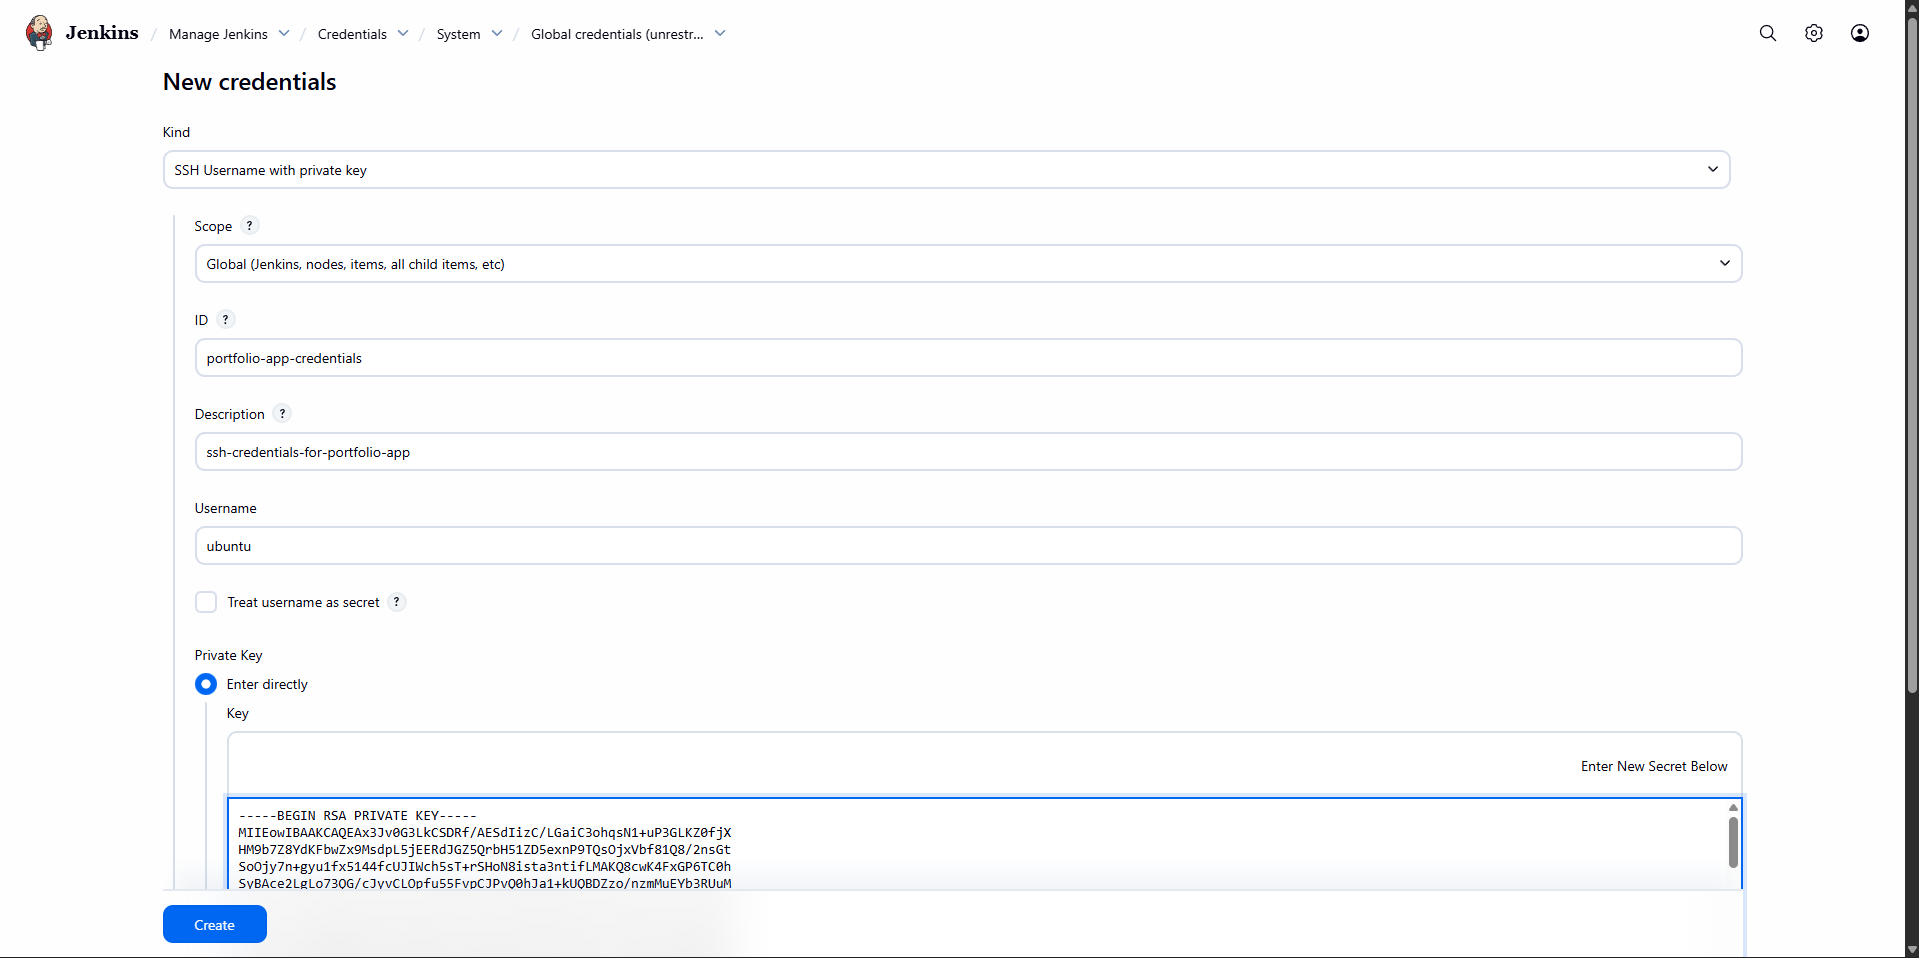 Jenkins / Manage Jenkins / Credentials / System / Global credentials (unrestr...
New credentials
Kind
SSH Username with private key
Scope ?
Global (Jenkins, nodes, items, all child items, etc)
ID ?
portfolio-app-credentials
Description ?
ssh-credentials-for-portfolio-app
Username
ubuntu
Treat username as secret ?
Private Key
Enter directly
Key
Enter New Secret Below
-----BEGIN RSA PRIVATE KEY-----
MIIEowIBAAKCAQEAx3Jv0G3LkCSDRf/AESdIizC/LGaiC3ohqsN1+uP3GLKZ0fjX
HM9b7Z8YdKFbwZx9MsdpL5jEERdJGZ5QrbH51ZD5exnP9TQsOjxVbf81Q8/2nsGt
SoOjy7n+gyu1fx5144fcUJIWch5sT+rSHoN8ista3ntifLMAKQ8cwK4FxGP6TC0h
Create